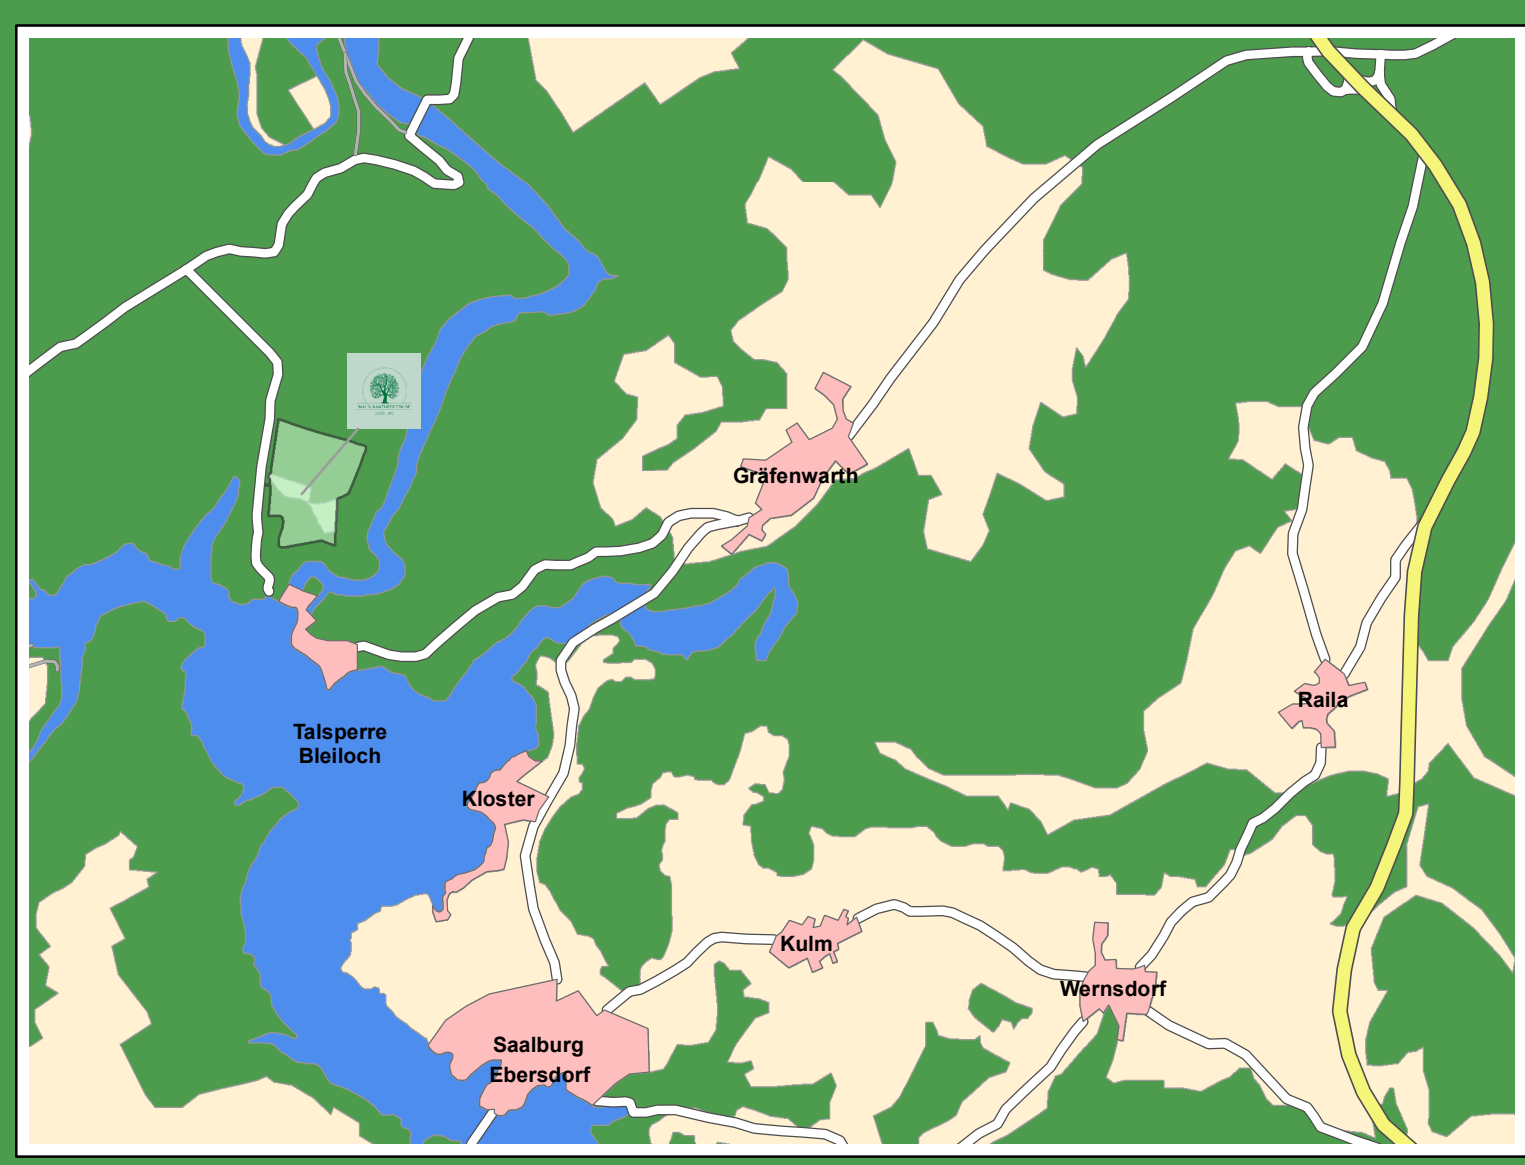 Gräfenwarth
Raila
Talsperre
Bleiloch
Kloster
Kulm
Wernsdorf
Saalburg
Ebersdorf